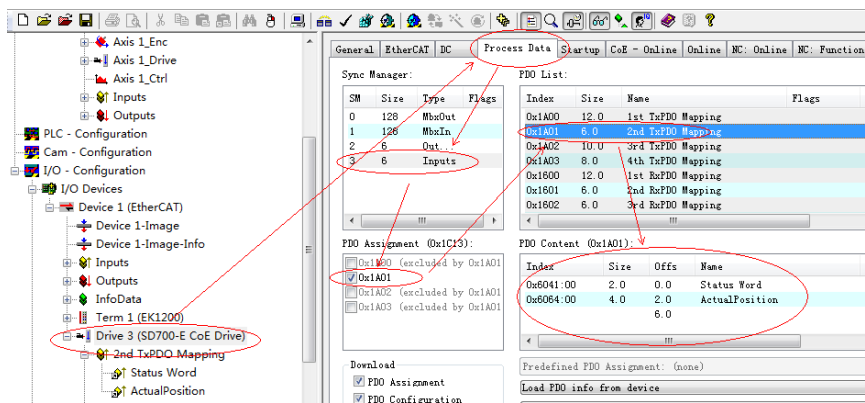 Axis 1_Enc
Axis 1_Drive
Axis 1_Ctrl
Inputs
Outputs
PLC - Configuration
Cam - Configuration
I/O - Configuration
I/O Devices
Device 1 (EtherCAT)
Device 1-Image
Device 1-Image-Info
Inputs
Outputs
InfoData
Term 1 (EK1200)
Drive 3 (SD700-E CoE Drive)
2nd TxPDO Mapping
Status Word
ActualPosition
General EtherCAT DC Process Data Startup CoE - Online Online NC: Online NC: Function
Sync Manager:
SM Size Type Flags
0 128 MbxOut
1 128 MbxIn
2 6 Out...
3 6 Inputs
PDO List:
Index Size Name Flags
0x1A00 12.0 1st TxPDO Mapping
0x1A01 6.0 2nd TxPDO Mapping
0x1A02 10.0 3rd TxPDO Mapping
0x1A03 8.0 4th TxPDO Mapping
0x1600 12.0 1st RxPDO Mapping
0x1601 6.0 2nd RxPDO Mapping
0x1602 6.0 3rd RxPDO Mapping
PDO Assignment (0x1C13):
0x1A00 (excluded by 0x1A01
0x1A01
0x1A02 (excluded by 0x1A01
0x1A03 (excluded by 0x1A01
PDO Content (0x1A01):
Index Size Offs Name
0x6041:00 2.0 0.0 Status Word
0x6064:00 4.0 2.0 ActualPosition
6.0
Download
PDO Assignment
PDO Configuration
Predefined PDO Assignment: (none)
Load PDO info from device